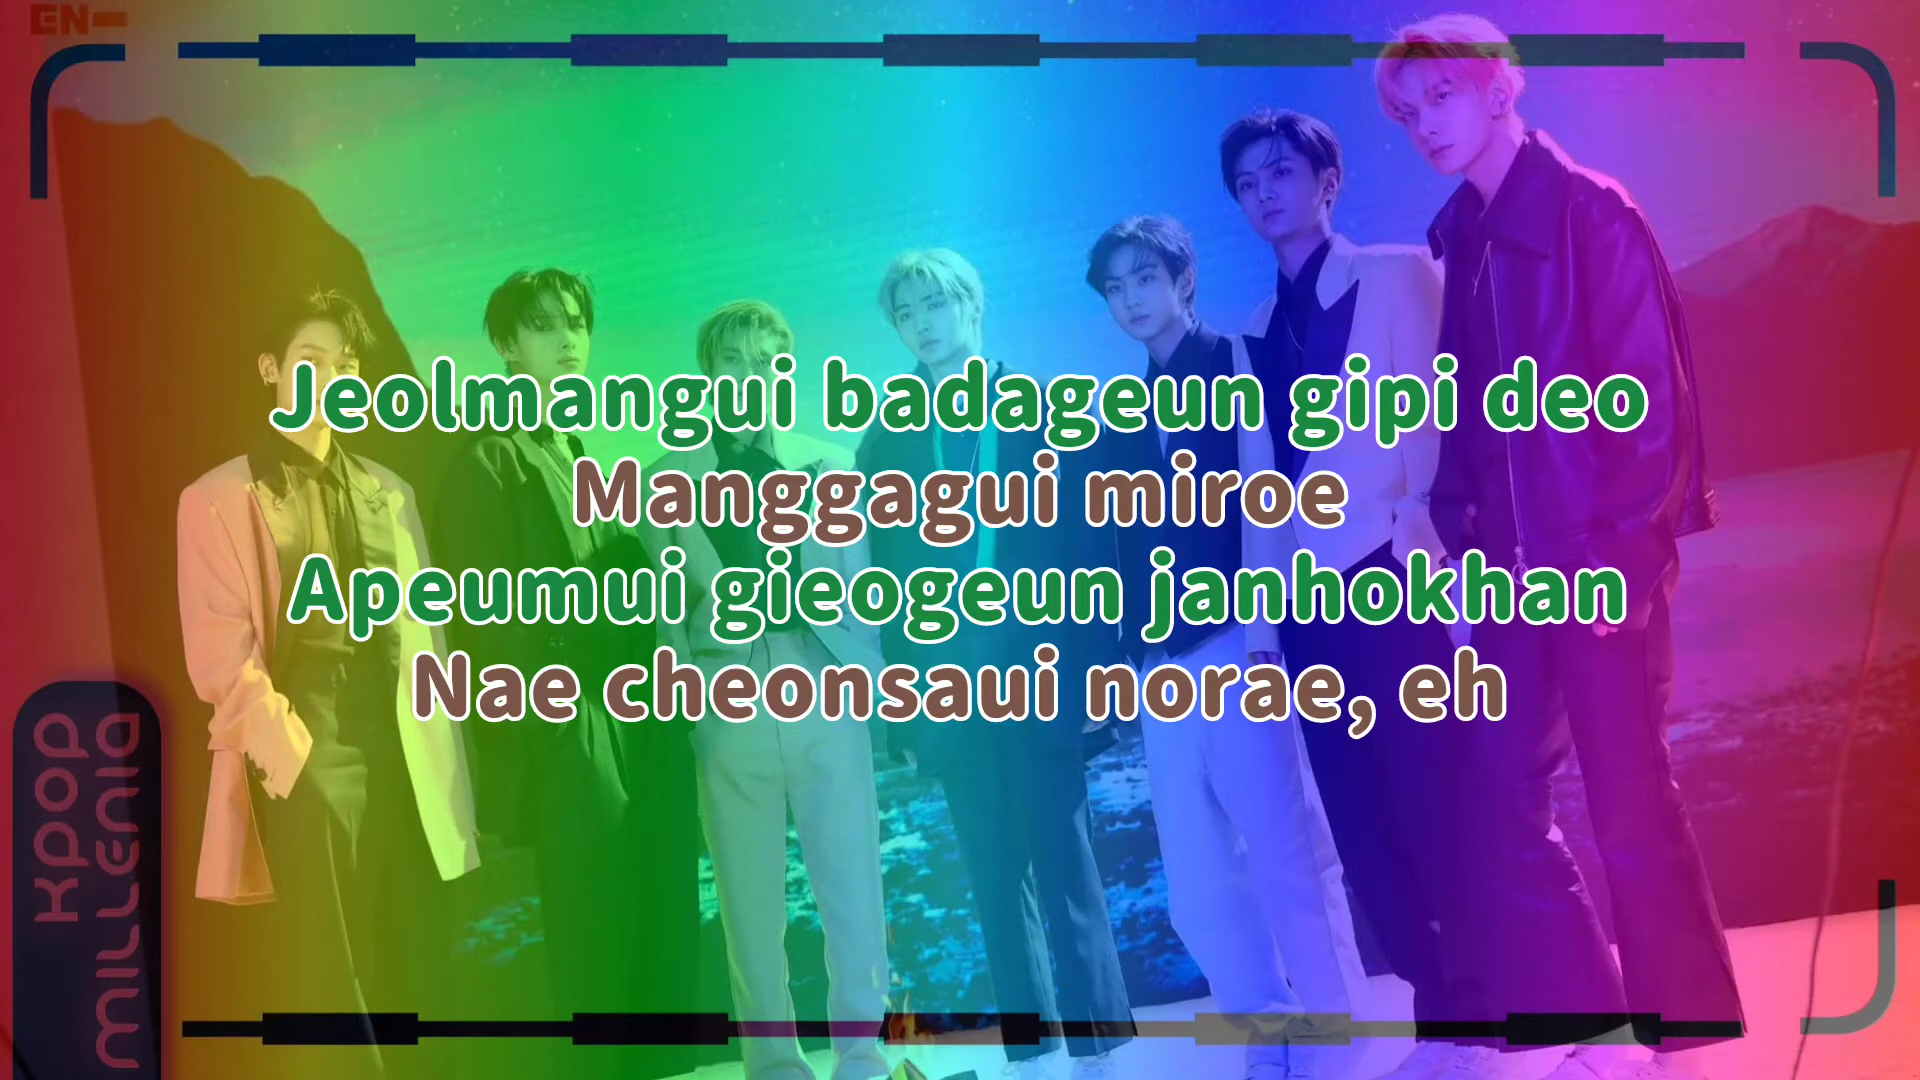 EN-
Jeolmangui badageun gipi deo
Manggagui miroe
Apeumui gieogeun janhokhan
Nae cheonsaui norae, eh
kpop
millenia